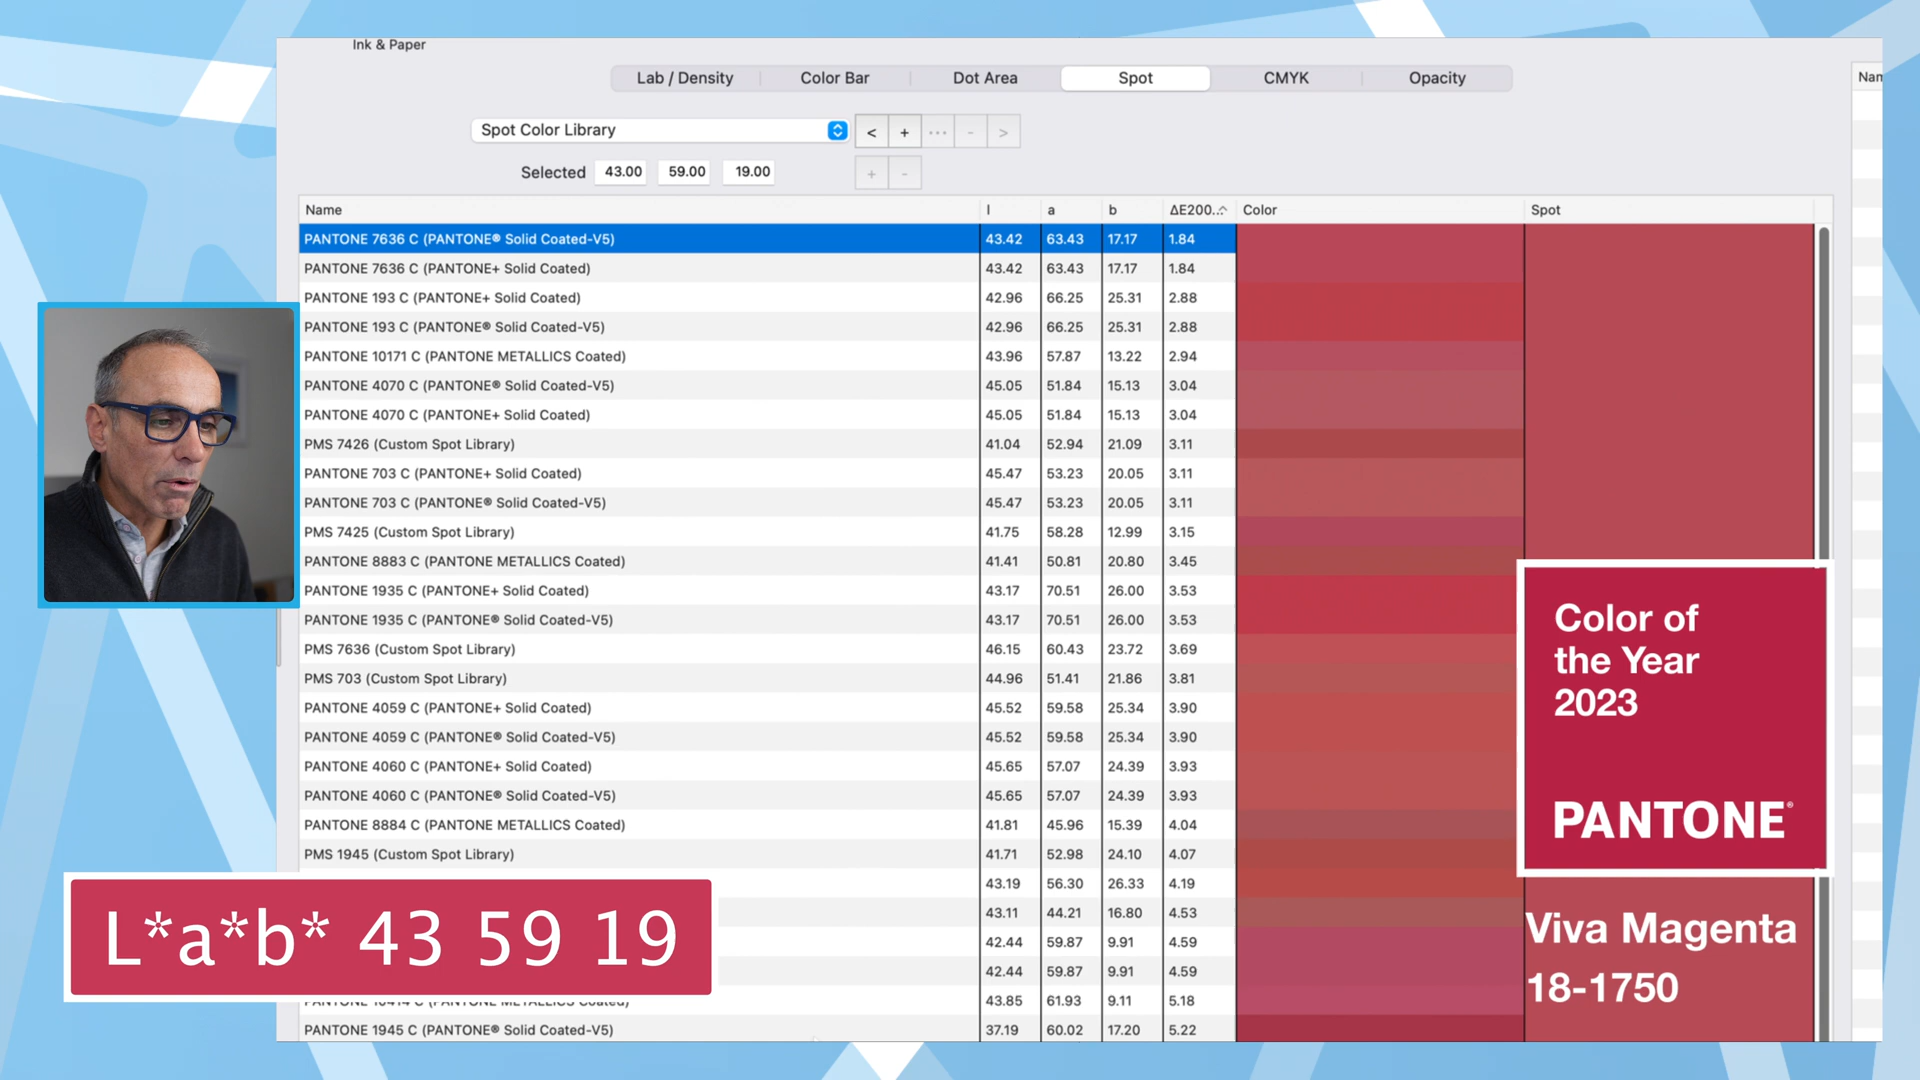 Ink & Paper
Lab / Density Color Bar Dot Area Spot CMYK Opacity
Nam
Spot Color Library < + ... - >
Selected 43.00 59.00 19.00 + -
Name l a b ΔE200... Color Spot
PANTONE 7636 C (PANTONE® Solid Coated-V5) 43.42 63.43 17.17 1.84
PANTONE 7636 C (PANTONE+ Solid Coated) 43.42 63.43 17.17 1.84
PANTONE 193 C (PANTONE+ Solid Coated) 42.96 66.25 25.31 2.88
PANTONE 193 C (PANTONE® Solid Coated-V5) 42.96 66.25 25.31 2.88
PANTONE 10171 C (PANTONE METALLICS Coated) 43.96 57.87 13.22 2.94
PANTONE 4070 C (PANTONE® Solid Coated-V5) 45.05 51.84 15.13 3.04
PANTONE 4070 C (PANTONE+ Solid Coated) 45.05 51.84 15.13 3.04
PMS 7426 (Custom Spot Library) 41.04 52.94 21.09 3.11
PANTONE 703 C (PANTONE+ Solid Coated) 45.47 53.23 20.05 3.11
PANTONE 703 C (PANTONE® Solid Coated-V5) 45.47 53.23 20.05 3.11
PMS 7425 (Custom Spot Library) 41.75 58.28 12.99 3.15
PANTONE 8883 C (PANTONE METALLICS Coated) 41.41 50.81 20.80 3.45
PANTONE 1935 C (PANTONE+ Solid Coated) 43.17 70.51 26.00 3.53
PANTONE 1935 C (PANTONE® Solid Coated-V5) 43.17 70.51 26.00 3.53
PMS 7636 (Custom Spot Library) 46.15 60.43 23.72 3.69
PMS 703 (Custom Spot Library) 44.96 51.41 21.86 3.81
PANTONE 4059 C (PANTONE+ Solid Coated) 45.52 59.58 25.34 3.90
PANTONE 4059 C (PANTONE® Solid Coated-V5) 45.52 59.58 25.34 3.90
PANTONE 4060 C (PANTONE+ Solid Coated) 45.65 57.07 24.39 3.93
PANTONE 4060 C (PANTONE® Solid Coated-V5) 45.65 57.07 24.39 3.93
PANTONE 8884 C (PANTONE METALLICS Coated) 41.81 45.96 15.39 4.04
PMS 1945 (Custom Spot Library) 41.71 52.98 24.10 4.07
43.19 56.30 26.33 4.19
43.11 44.21 16.80 4.53
42.44 59.87 9.91 4.59
42.44 59.87 9.91 4.59
PANTONE 10414 C (PANTONE METALLICS Coated) 43.85 61.93 9.11 5.18
PANTONE 1945 C (PANTONE® Solid Coated-V5) 37.19 60.02 17.20 5.22
Color of
the Year
2023
PANTONE®
Viva Magenta
18-1750
L*a*b* 43 59 19